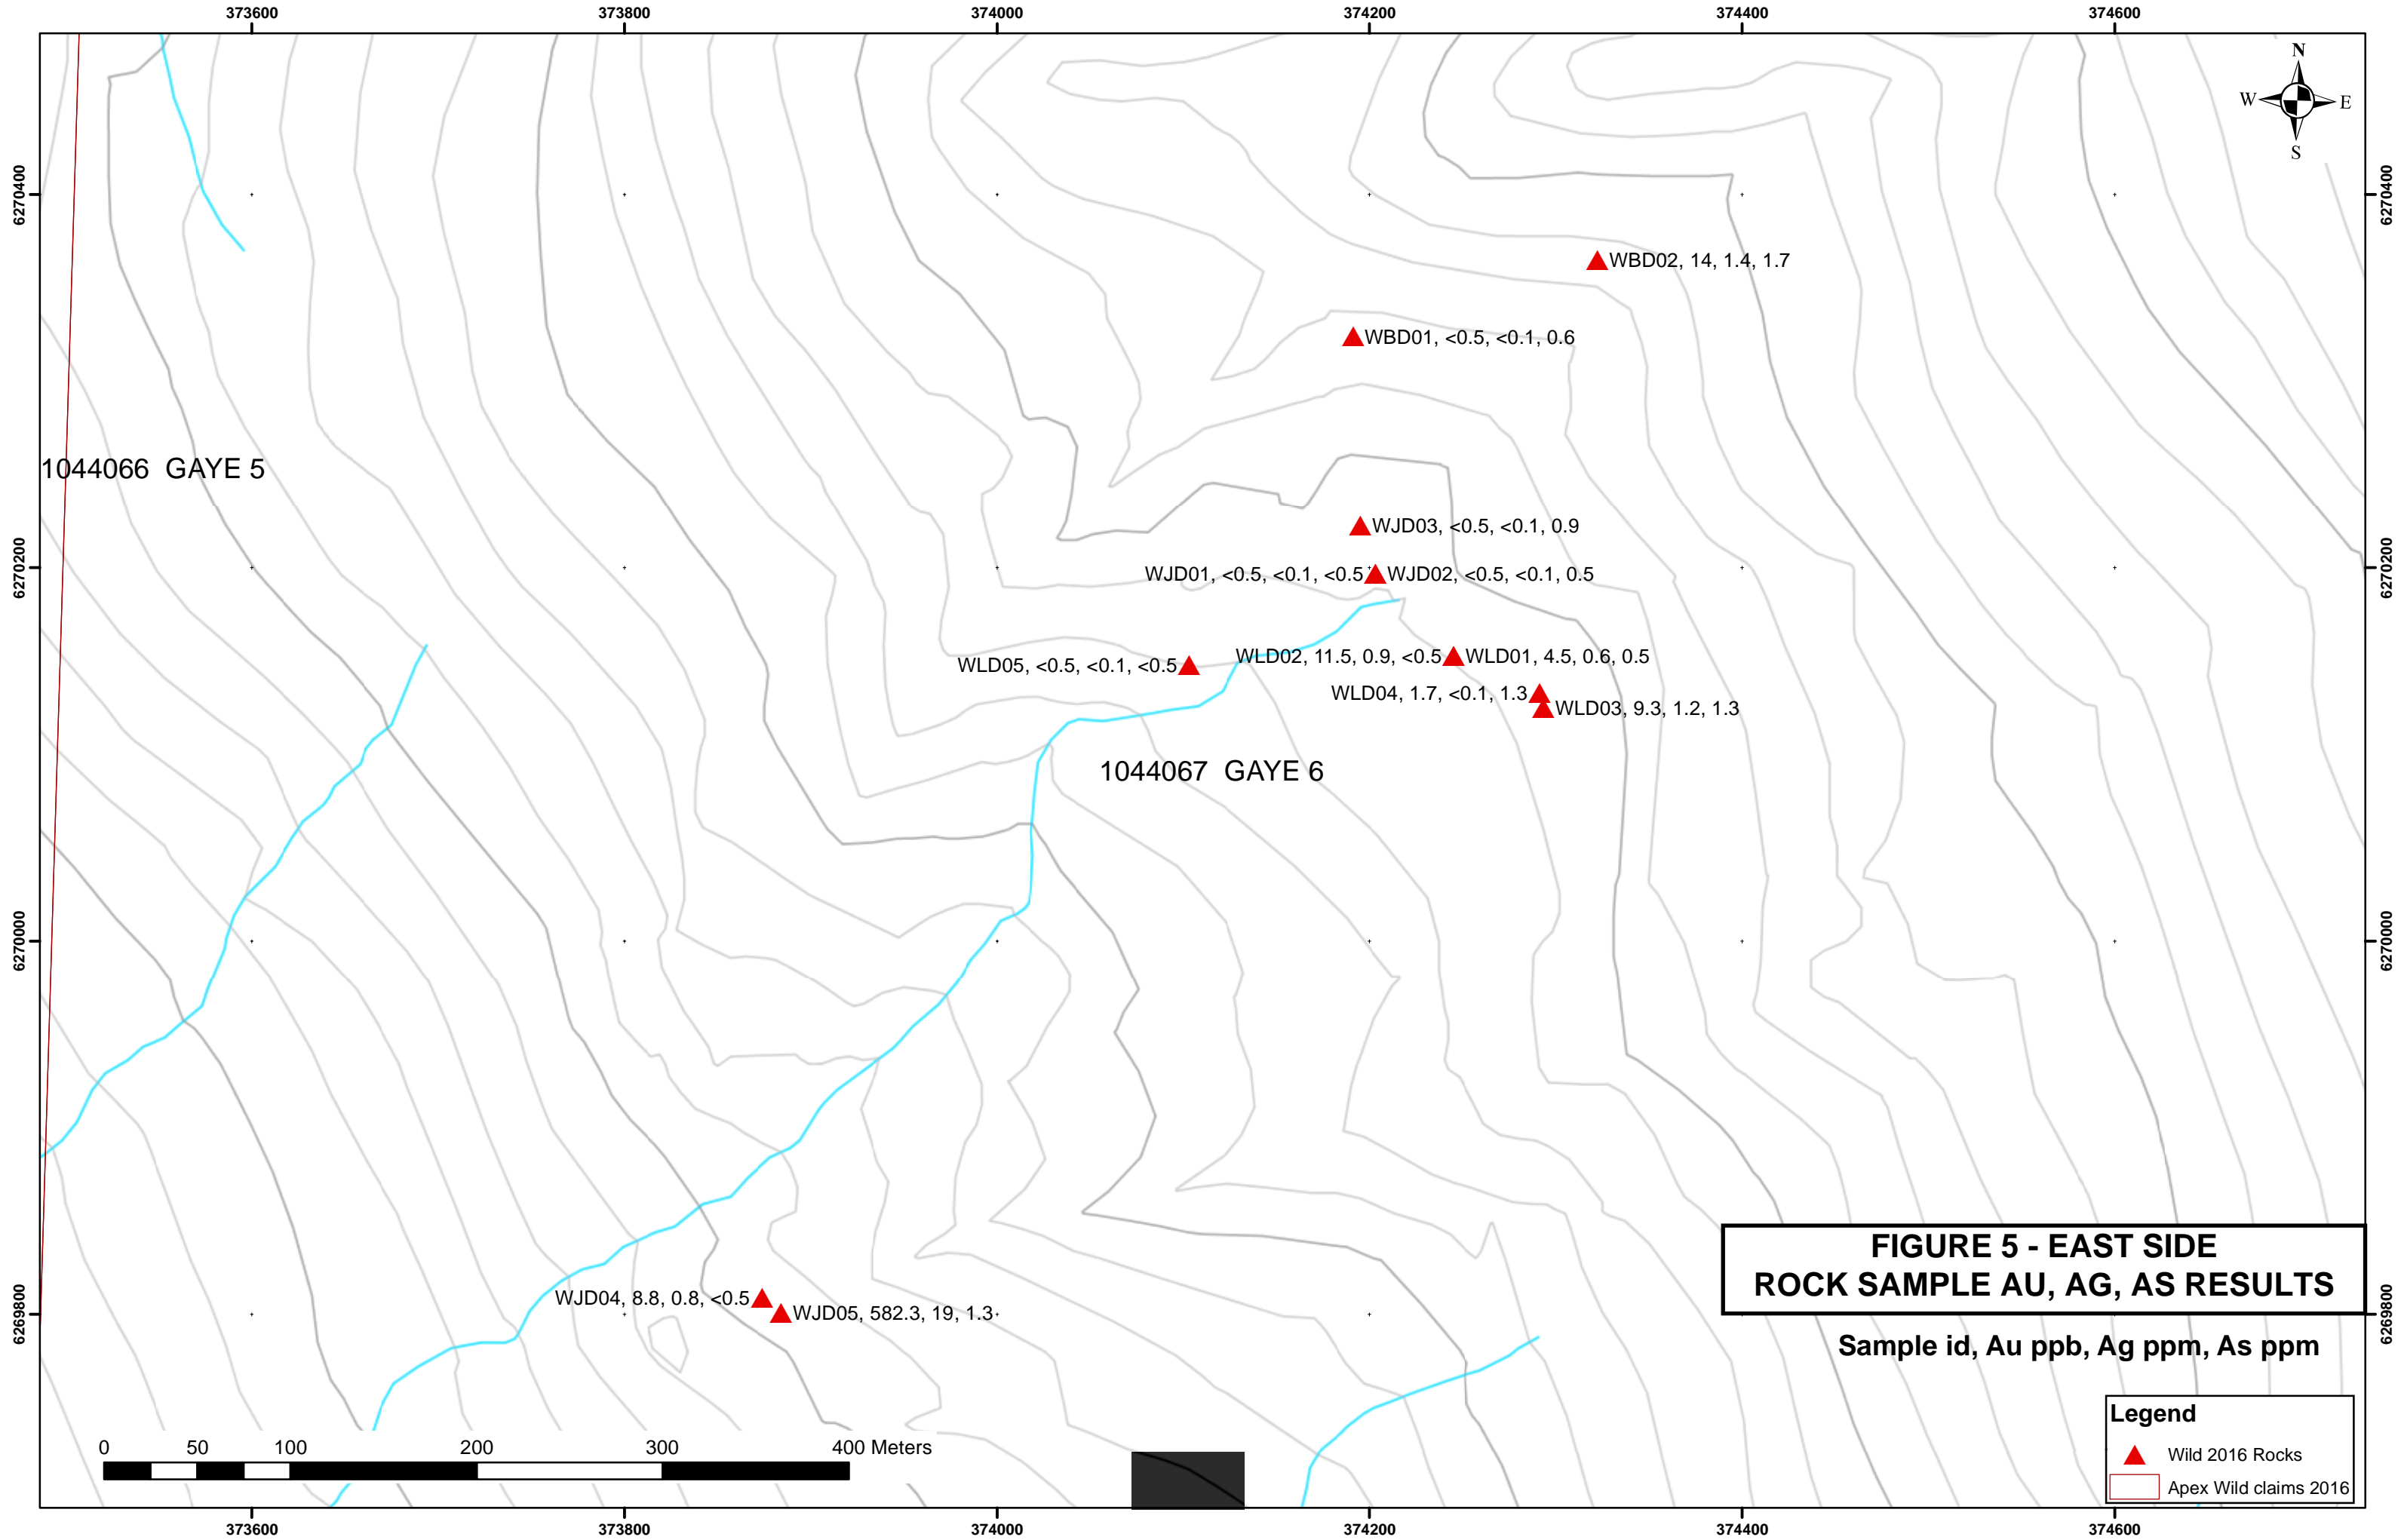 373600 373800 374000 374200 374400 374600
N
W E
S
6270400 6270400
WBD02, 14, 1.4, 1.7
WBD01, <0.5, <0.1, 0.6
1044066 GAYE 5
WJD03, <0.5, <0.1, 0.9
6270200 6270200
WJD01, <0.5, <0.1, <0.5 WJD02, <0.5, <0.1, 0.5
WLD02, 11.5, 0.9, <0.5 WLD01, 4.5, 0.6, 0.5
WLD05, <0.5, <0.1, <0.5
WLD04, 1.7, <0.1, 1.3
WLD03, 9.3, 1.2, 1.3
1044067 GAYE 6
6270000 6270000
FIGURE 5 - EAST SIDE
ROCK SAMPLE AU, AG, AS RESULTS
WJD04, 8.8, 0.8, <0.5
WJD05, 582.3, 19, 1.3
6269800 6269800
Sample id, Au ppb, Ag ppm, As ppm
Legend
Wild 2016 Rocks
Apex Wild claims 2016
0 50 100 200 300 400 Meters
373600 373800 374000 374200 374400 374600